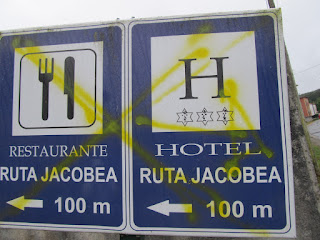 RESTAURANTE
RUTA JACOBEA
100 m
H
HOTEL
RUTA JACOBEA
100 m